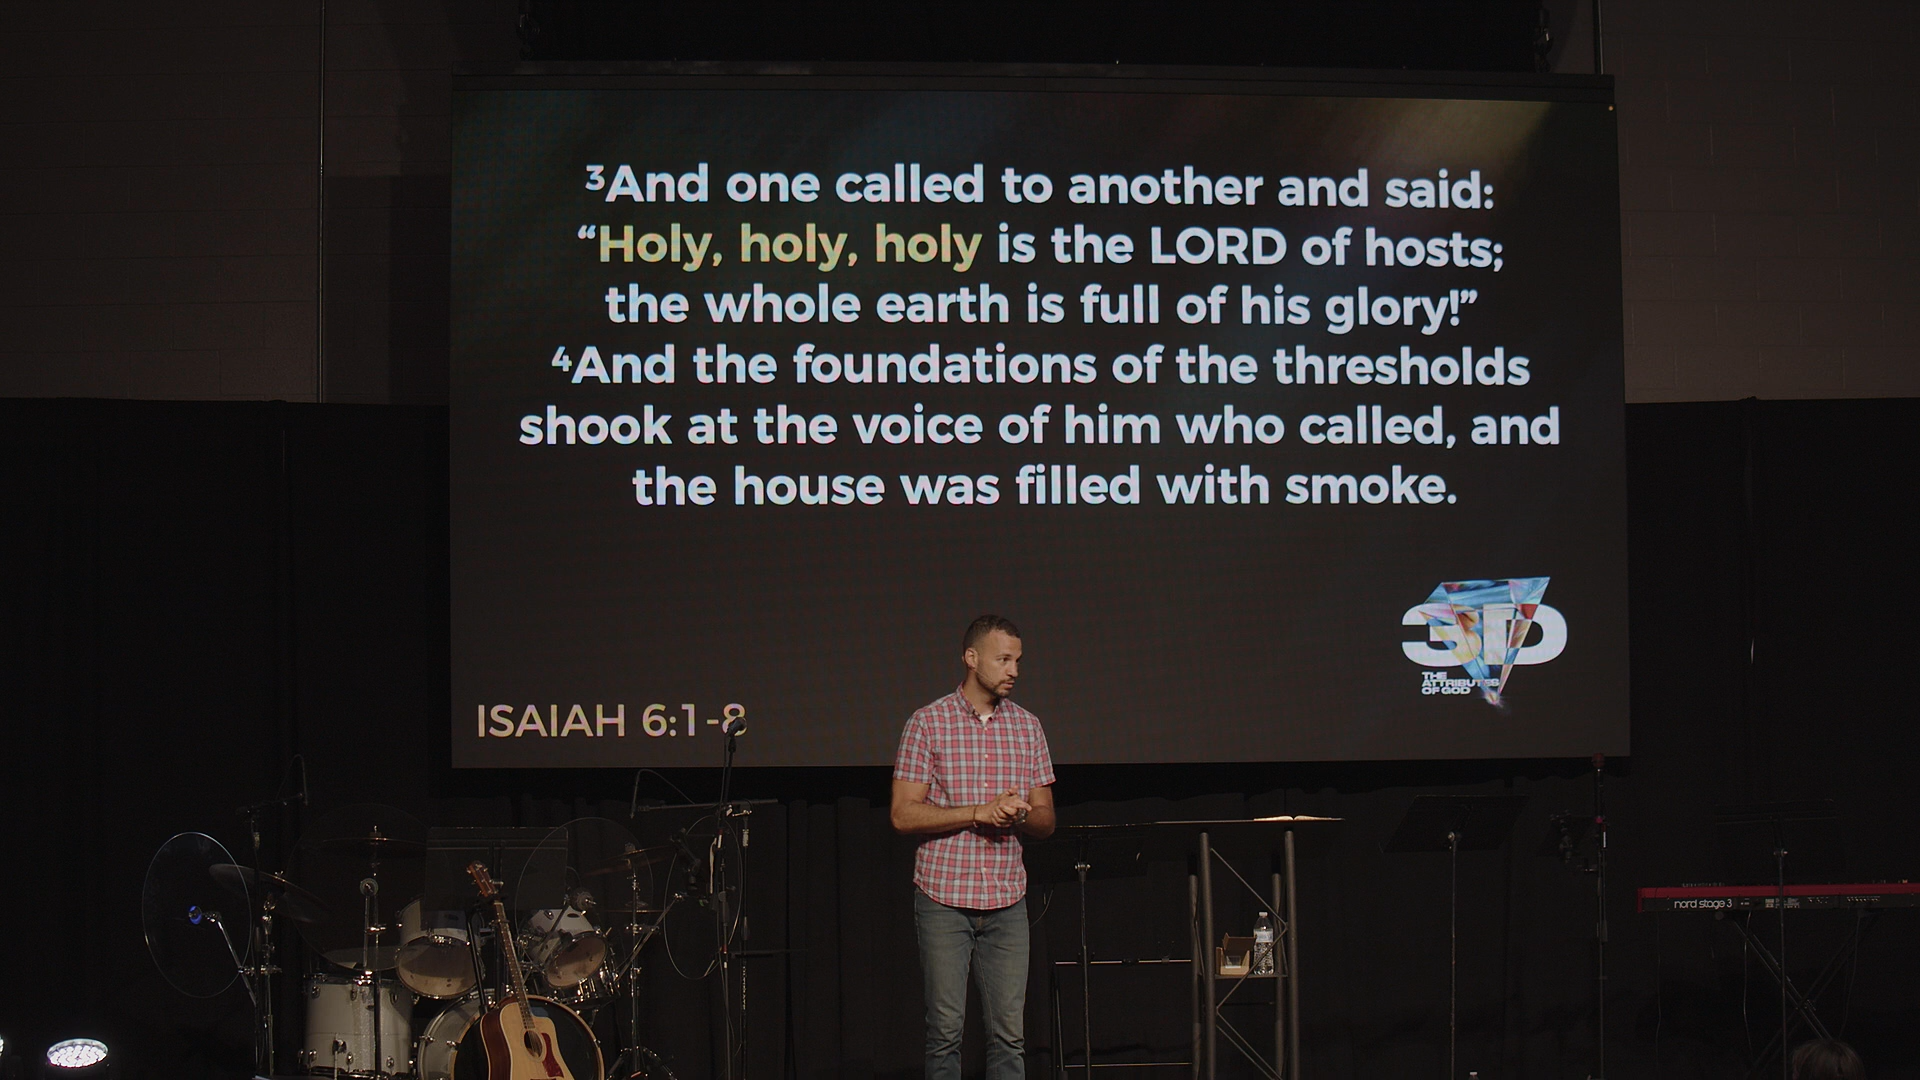 ³And one called to another and said:
“Holy, holy, holy is the LORD of hosts;
the whole earth is full of his glory!”
⁴And the foundations of the thresholds
shook at the voice of him who called, and
the house was filled with smoke.
3D
THE
ATTRIBUTES
OF GOD
ISAIAH 6:1-8
nord stage 3